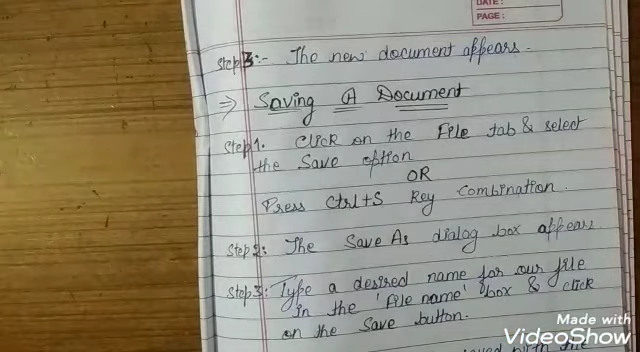 DATE:
PAGE:
Step 3:- The new document appears.
⇒ Saving A Document
Step 1. Click on the File tab & select
the Save option
OR
Press Ctrl+S Key Combination.
Step 2: The Save As dialog box appears
Step 3: Type a desired name for our file
in the 'File name' box & click
on the Save button.
Made with
VideoShow